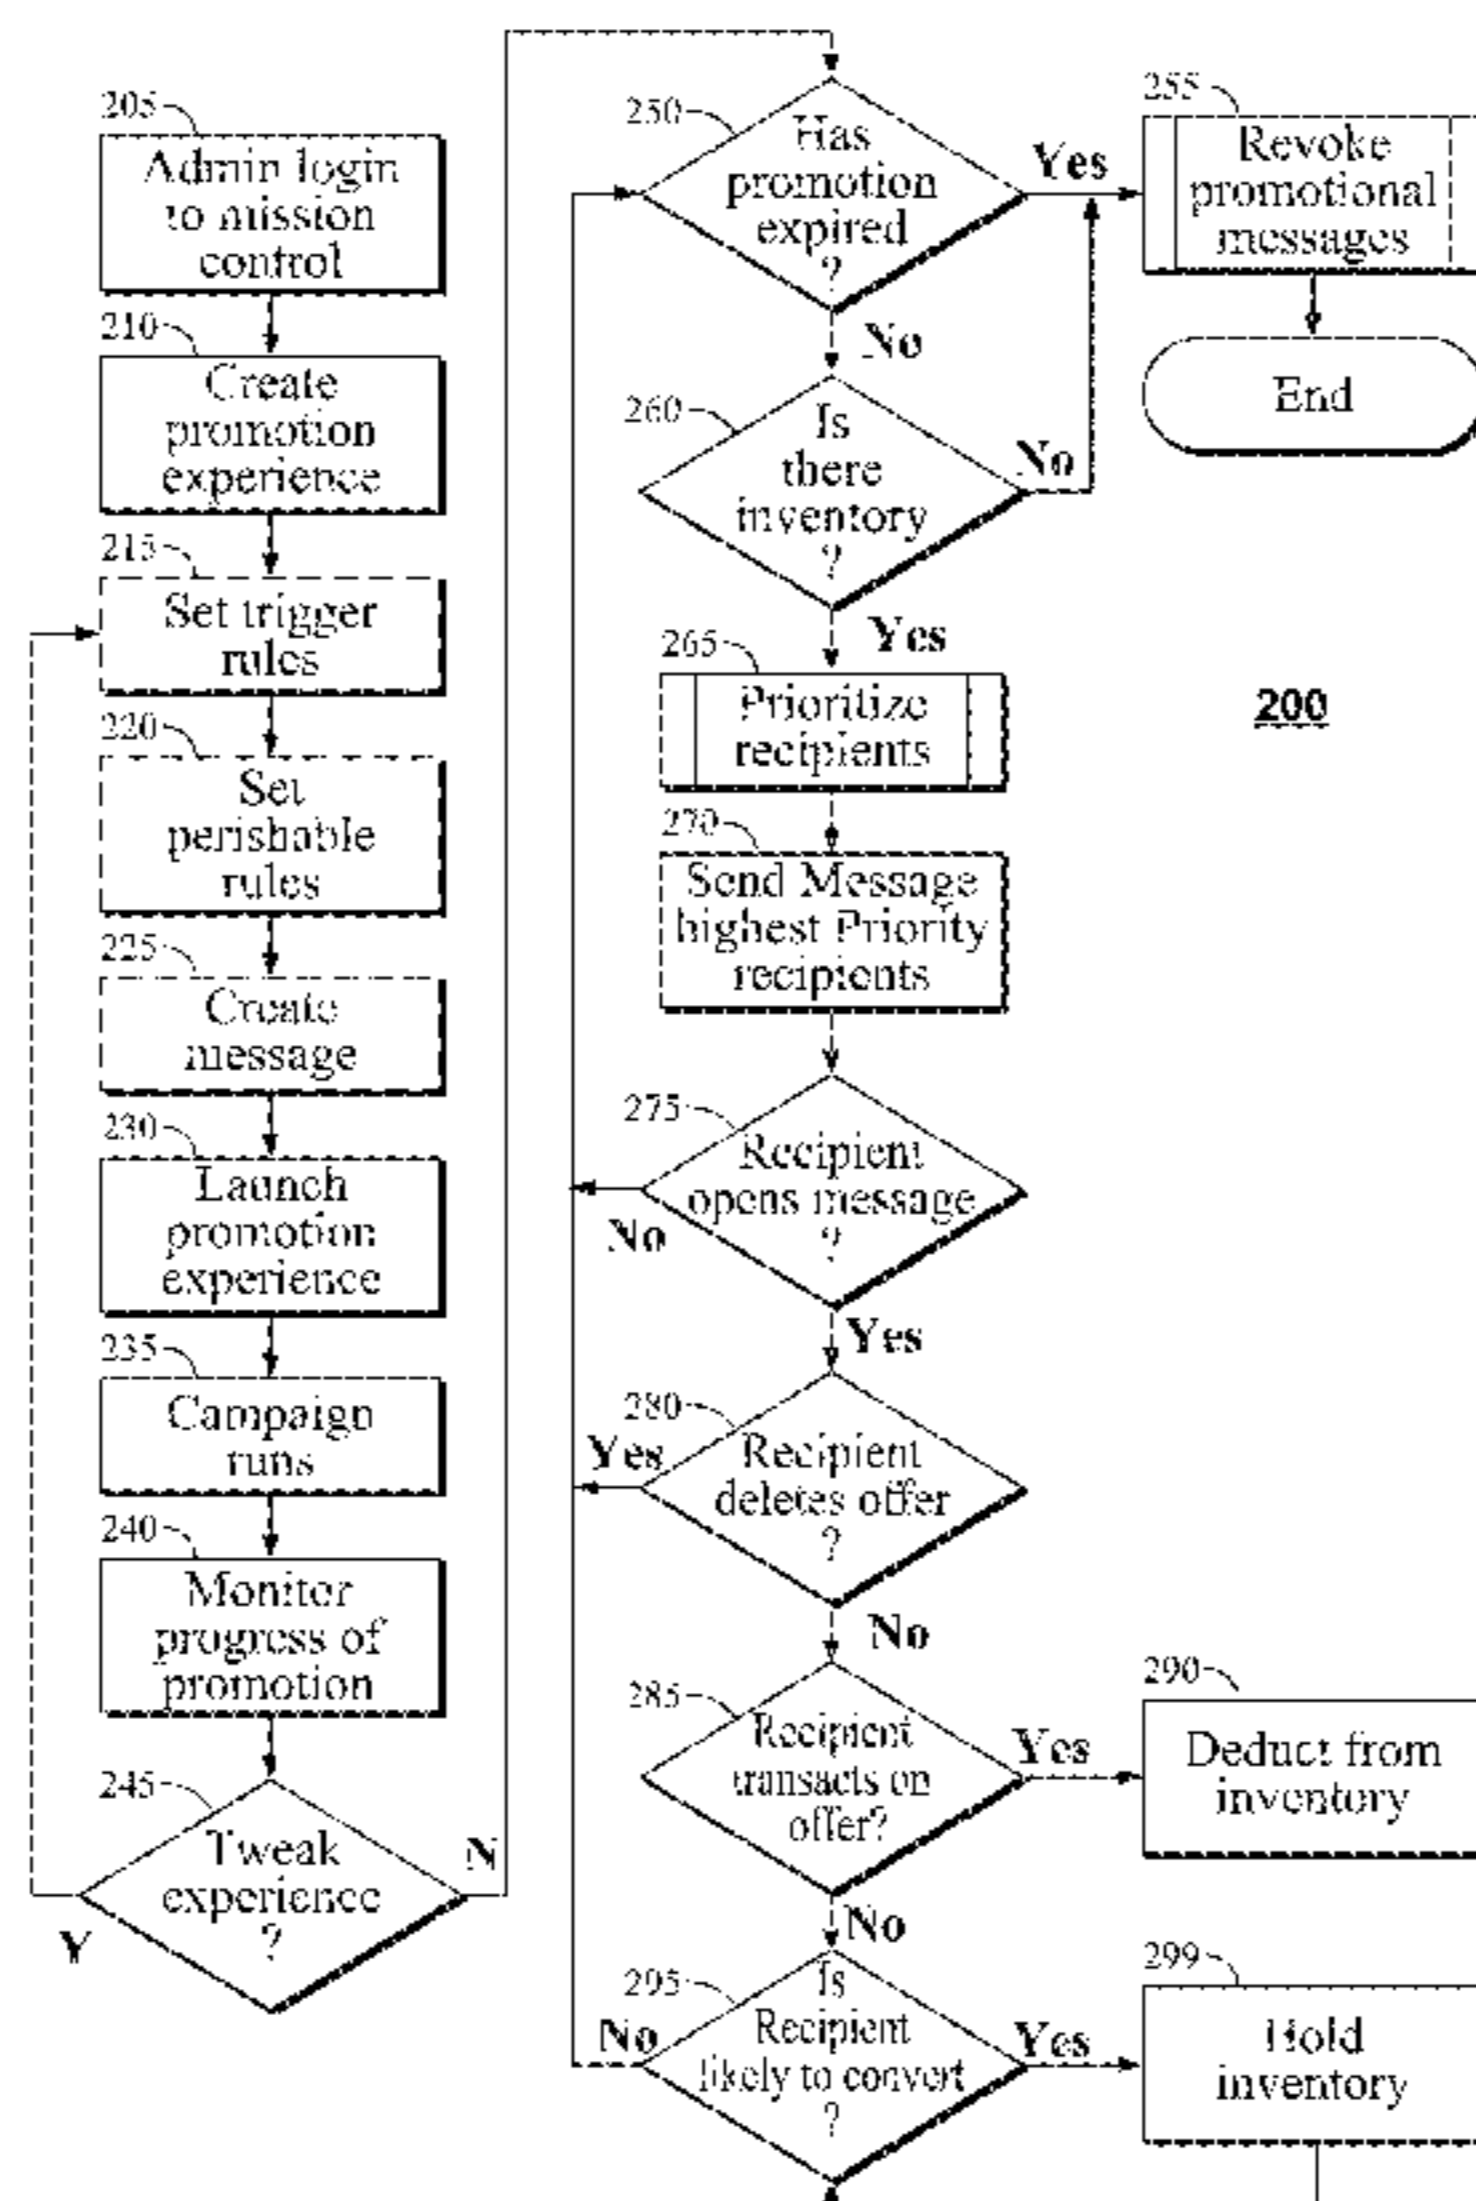 205
Admin login
to mission
control
210
Create
promotion
experience
215
Set trigger
rules
220
Set
perishable
rules
225
Create
message
230
Launch
promotion
experience
235
Campaign
runs
240
Monitor
progress of
promotion
245
Tweak
experience
?
Y
N
250
Has
promotion
expired
?
Yes
No
255
Revoke
promotional
messages
End
260
Is
there
inventory
?
No
Yes
265
Prioritize
recipients
200
270
Send Message
highest Priority
recipients
275
Recipient
opens message
?
No
Yes
280
Recipient
deletes offer
?
Yes
No
285
Recipient
transacts on
offer?
Yes
No
290
Deduct from
inventory
295
Is
Recipient
likely to convert
?
No
Yes
299
Hold
inventory